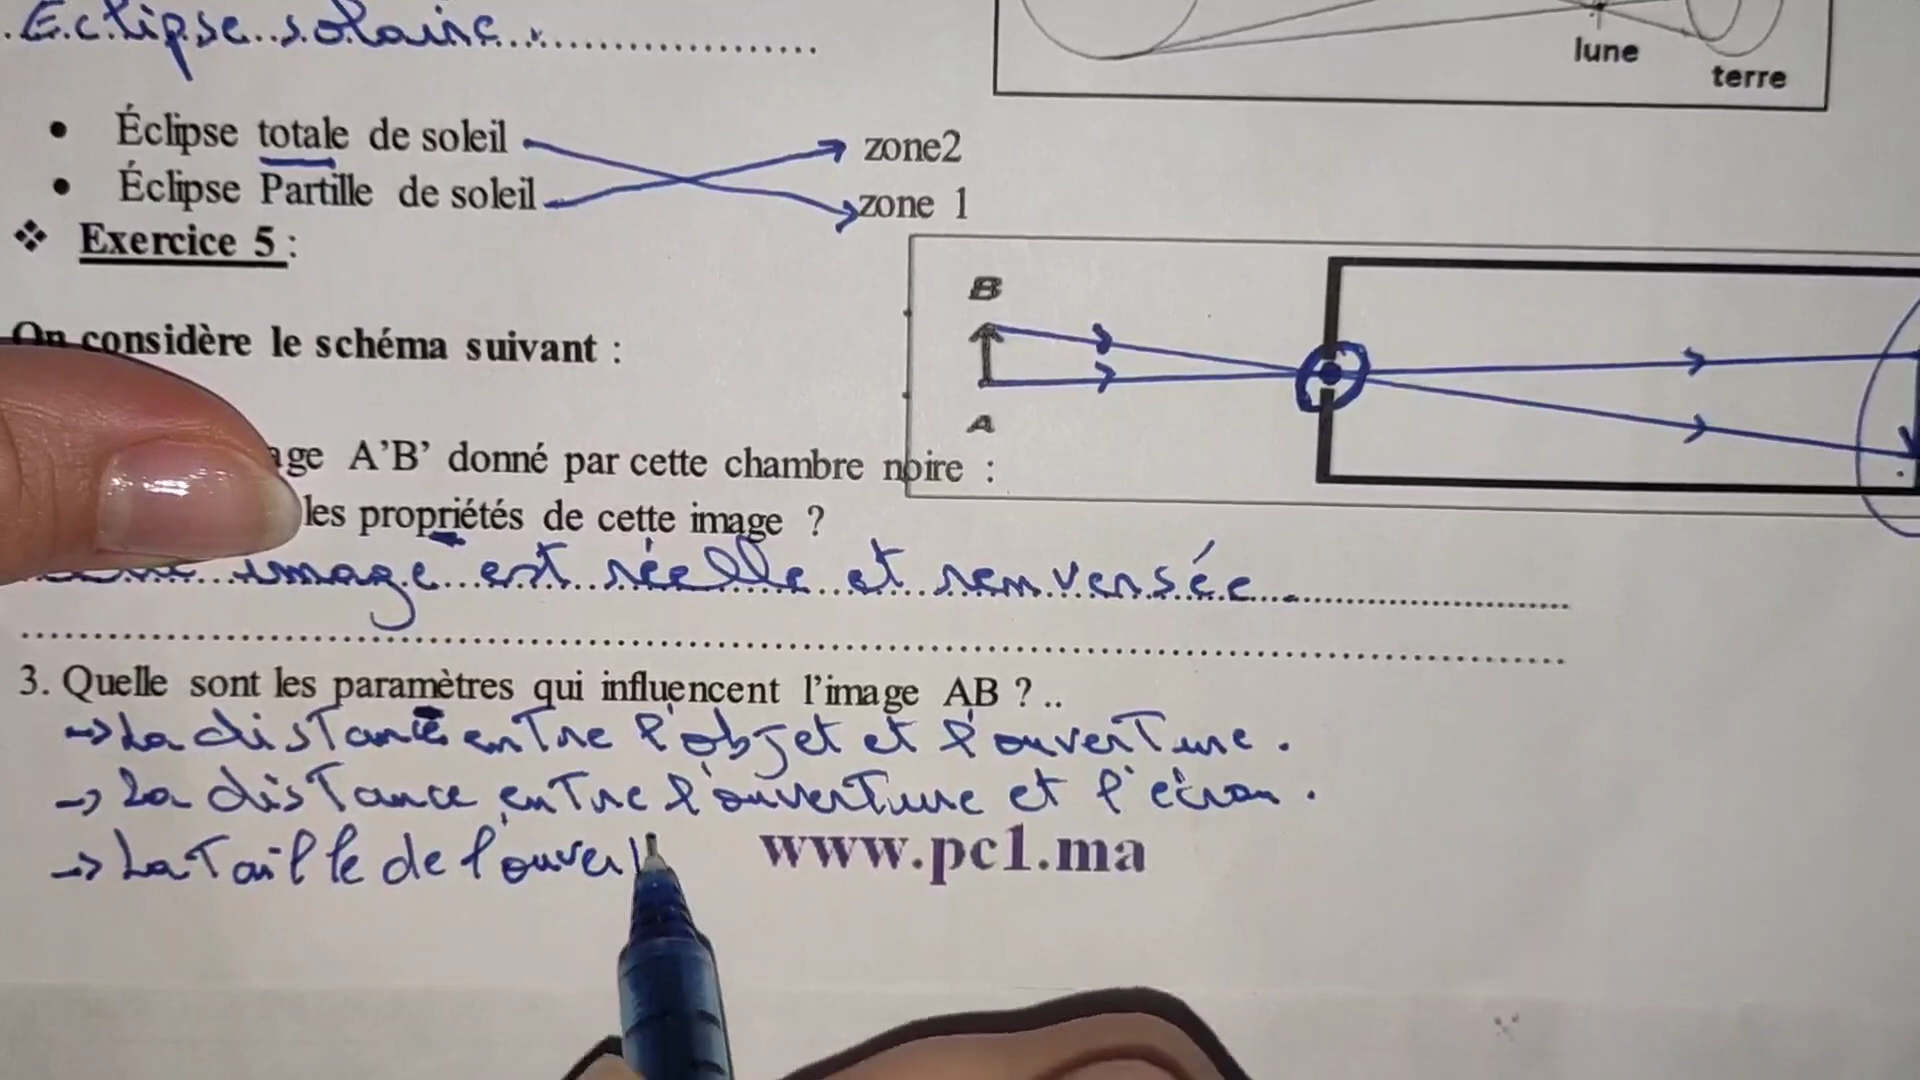 Eclipse solaire
lune
terre
• Éclipse totale de soleil zone2
• Éclipse Partille de soleil zone 1
❖ Exercice 5 :
B
On considère le schéma suivant :
A
A’B’ donné par cette chambre noire :
les propriétés de cette image ?
image est réelle et renversée
3. Quelle sont les paramètres qui influencent l’image AB ? ..
→ La distance entre l'objet et l'ouverture.
→ La distance entre l'ouverture et l'écran.
→ La Taille de l'ouver
www.pc1.ma